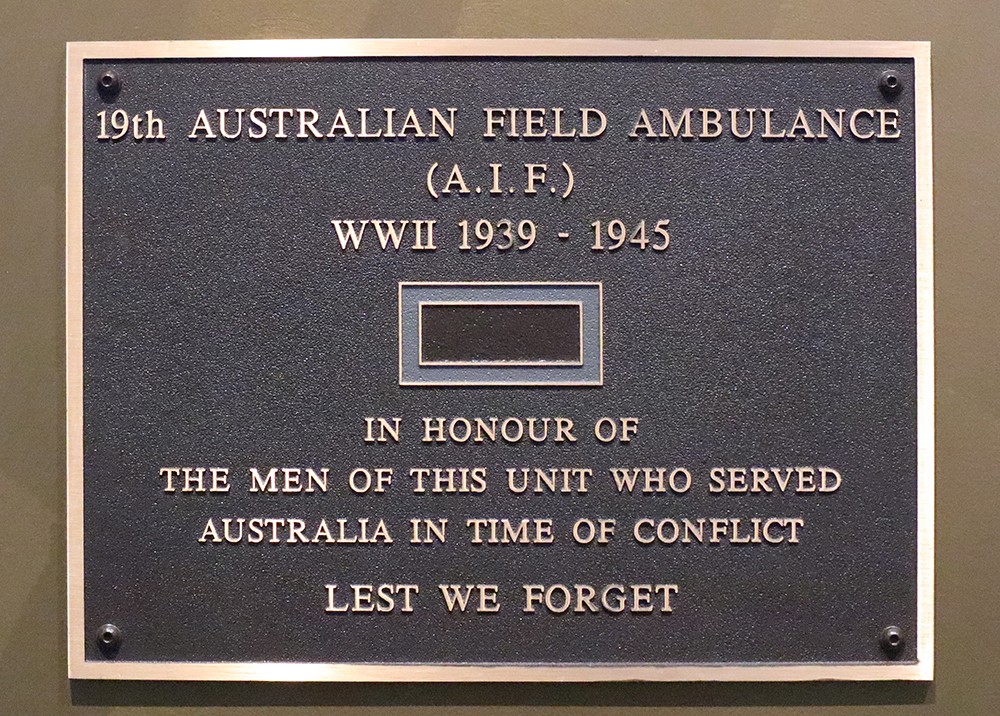 19th AUSTRALIAN FIELD AMBULANCE
(A.I.F.)
WWII 1939 - 1945
IN HONOUR OF
THE MEN OF THIS UNIT WHO SERVED
AUSTRALIA IN TIME OF CONFLICT
LEST WE FORGET